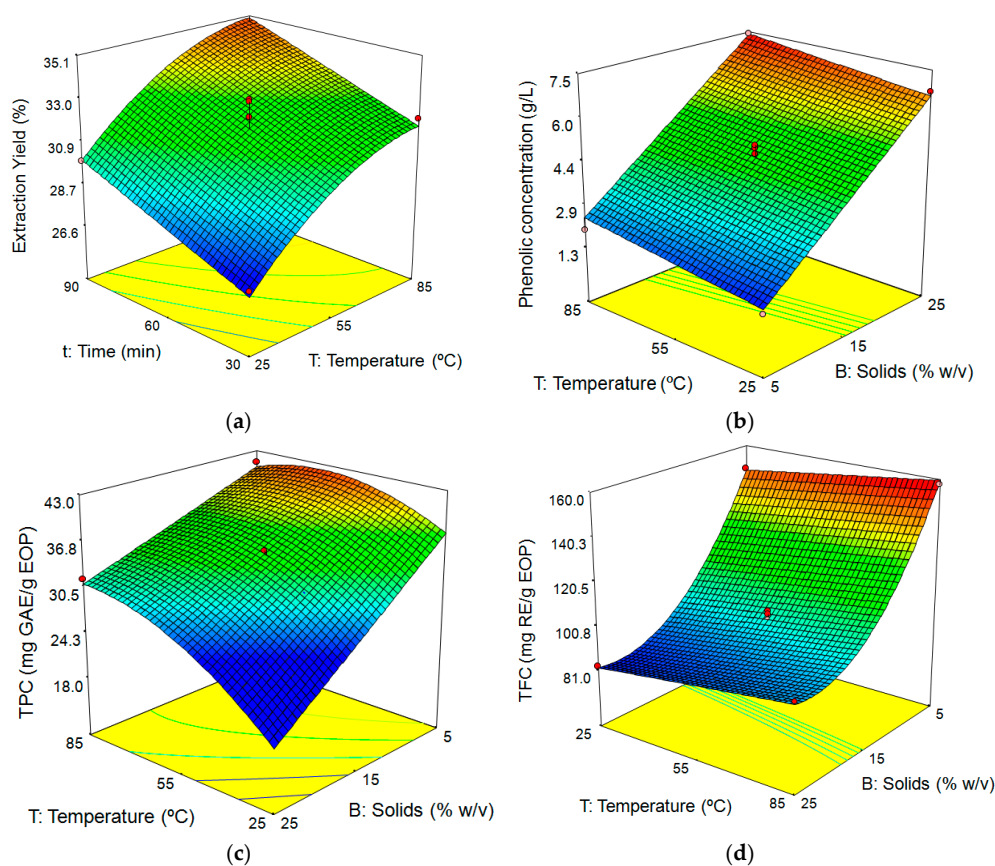 Extraction Yield (%)
35.1
33.0
30.9
28.7
26.6
90
60
30
t: Time (min)
25
55
85
T: Temperature (ºC)
(a)
Phenolic concentration (g/L)
7.5
6.0
4.4
2.9
1.3
85
55
25
T: Temperature (ºC)
5
15
25
B: Solids (% w/v)
(b)
TPC (mg GAE/g EOP)
43.0
36.8
30.5
24.3
18.0
85
55
25
T: Temperature (ºC)
25
15
5
B: Solids (% w/v)
(c)
TFC (mg RE/g EOP)
160.0
140.3
120.5
100.8
81.0
25
55
85
T: Temperature (ºC)
25
15
5
B: Solids (% w/v)
(d)